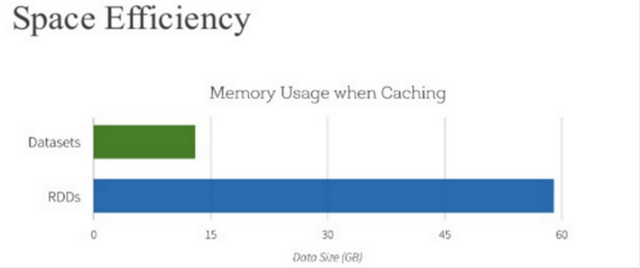 Space Efficiency
Memory Usage when Caching
Datasets
RDDs
0 15 30 45 60
Data Size (GB)